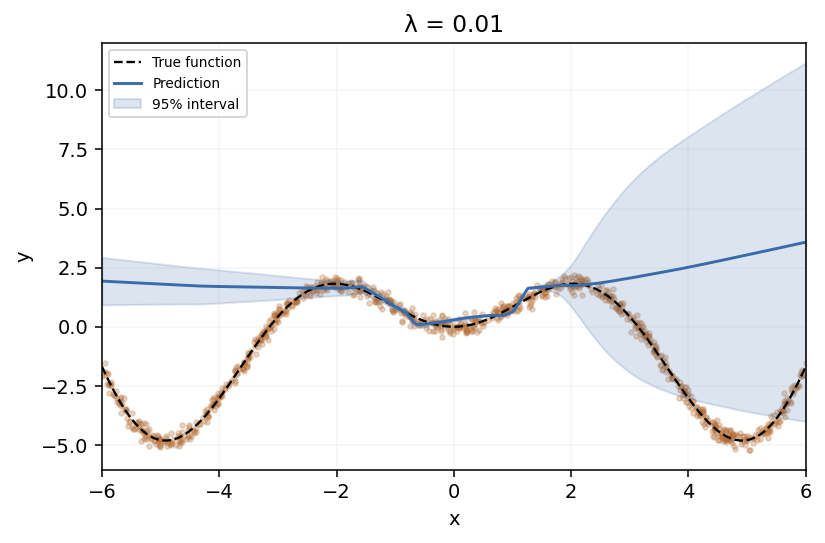 λ = 0.01
True function
Prediction
95% interval
y
10.0
7.5
5.0
2.5
0.0
−2.5
−5.0
−6 −4 −2 0 2 4 6
x